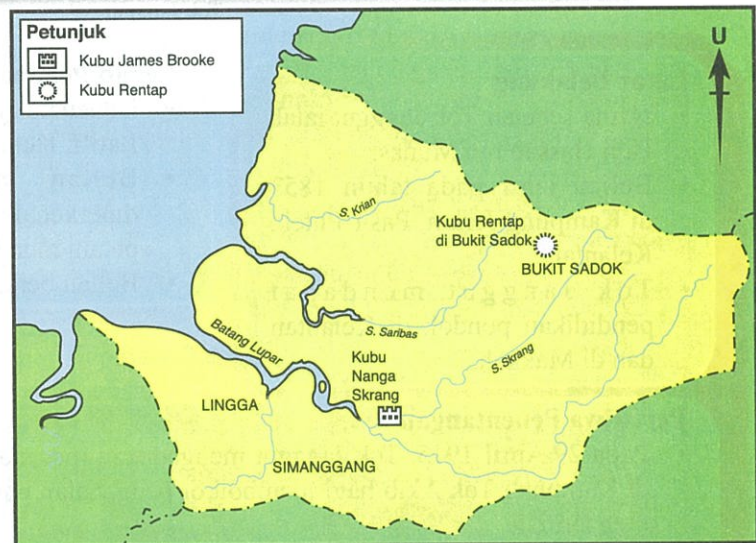 Petunjuk
Kubu James Brooke
Kubu Rentap
U
S. Krian
Kubu Rentap
di Bukit Sadok
BUKIT SADOK
S. Saribas
Batang Lupar
S. Skrang
Kubu
Nanga
Skrang
LINGGA
SIMANGGANG